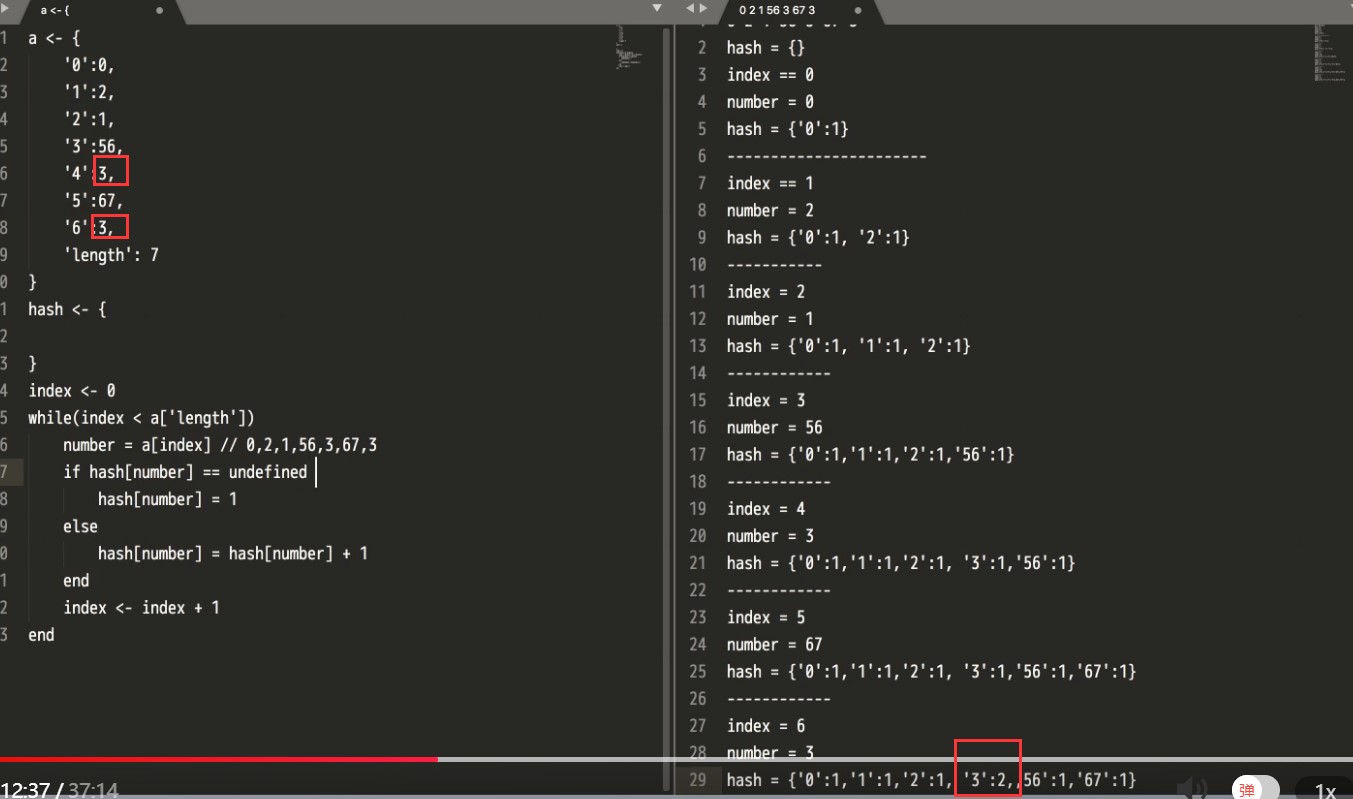 a <- {
1 a <- {
2 '0':0,
3 '1':2,
4 '2':1,
5 '3':56,
6 '4':3,
7 '5':67,
8 '6':3,
9 'length': 7
0 }
1 hash <- {
2
3 }
4 index <- 0
5 while(index < a['length'])
6 number = a[index] // 0,2,1,56,3,67,3
7 if hash[number] == undefined
8 hash[number] = 1
9 else
0 hash[number] = hash[number] + 1
1 end
2 index <- index + 1
3 end
0 2 1 56 3 67 3
2 hash = {}
3 index == 0
4 number = 0
5 hash = {'0':1}
6 -----------------------
7 index == 1
8 number = 2
9 hash = {'0':1, '2':1}
10 -----------
11 index = 2
12 number = 1
13 hash = {'0':1, '1':1, '2':1}
14 ------------
15 index = 3
16 number = 56
17 hash = {'0':1,'1':1,'2':1,'56':1}
18 ------------
19 index = 4
20 number = 3
21 hash = {'0':1,'1':1,'2':1, '3':1,'56':1}
22 ------------
23 index = 5
24 number = 67
25 hash = {'0':1,'1':1,'2':1, '3':1,'56':1,'67':1}
26 ------------
27 index = 6
28 number = 3
29 hash = {'0':1,'1':1,'2':1, '3':2,,'56':1,'67':1}
12:37 / 37:14
弹
1x